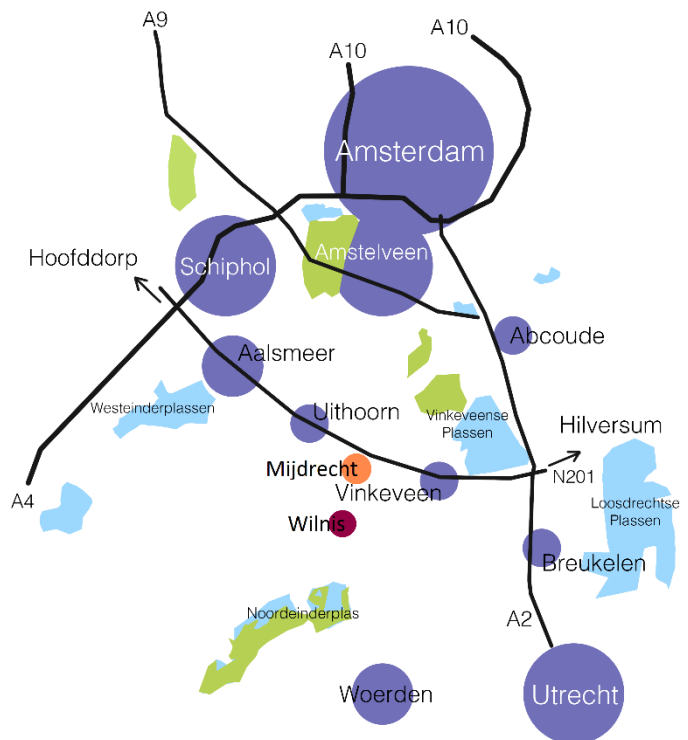 A9
A10
A10
Amsterdam
Hoofddorp
Schiphol
Amstelveen
Abcoude
Aalsmeer
Westeinderplassen
Uithoorn
Vinkeveense
Plassen
Hilversum
Mijdrecht
N201
A4
Vinkeveen
Loosdrechtse
Plassen
Wilnis
Breukelen
Noordeinderplas
A2
Woerden
Utrecht